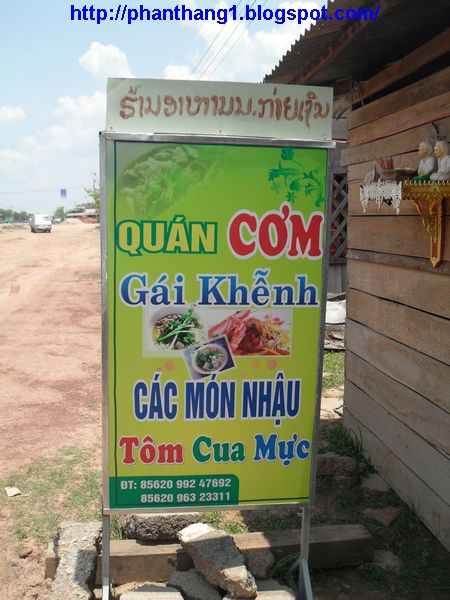 http://phanthang1.blogspot.com/
QUÁN CƠM
Gái Khễnh
CÁC MÓN NHẬU
Tôm Cua Mực
ĐT: 85620 992 47692
85620 963 23311